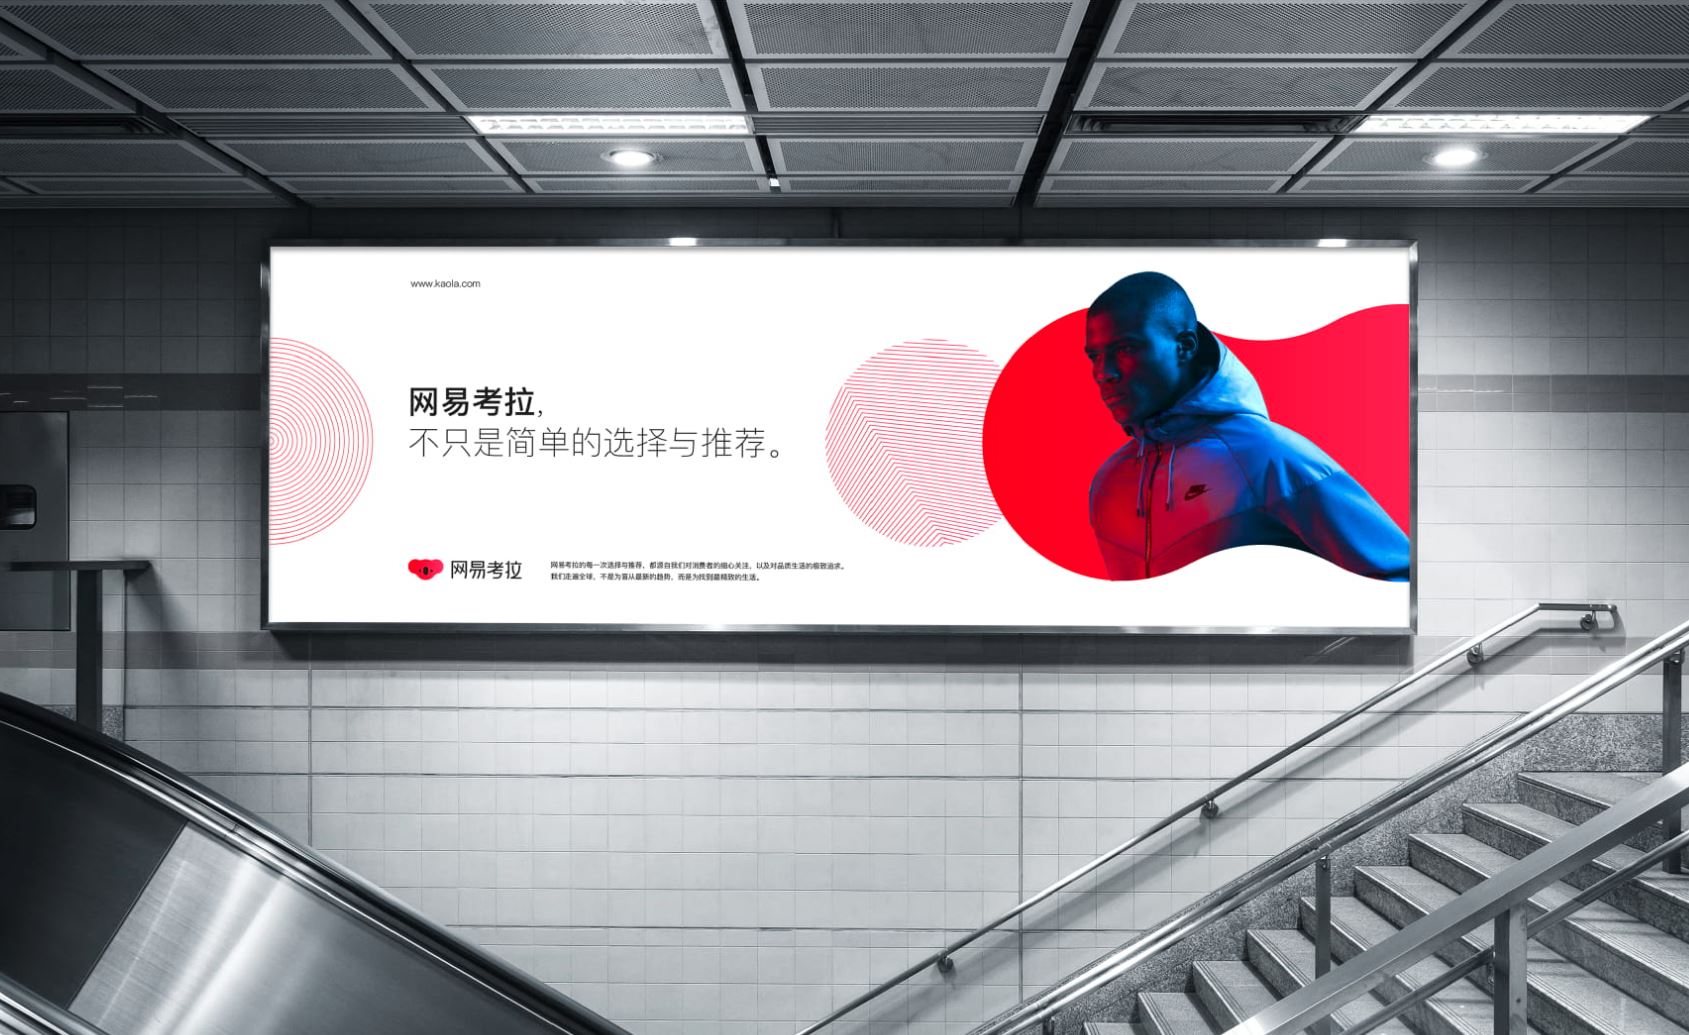 www.kaola.com
网易考拉,
不只是简单的选择与推荐。
网易考拉
网易考拉的每一次选择与推荐，都源自我们对消费者的细心关注，以及对品质生活的极致追求。
我们走遍全球，不是为盲从最新的趋势，而是为找到最精致的生活。